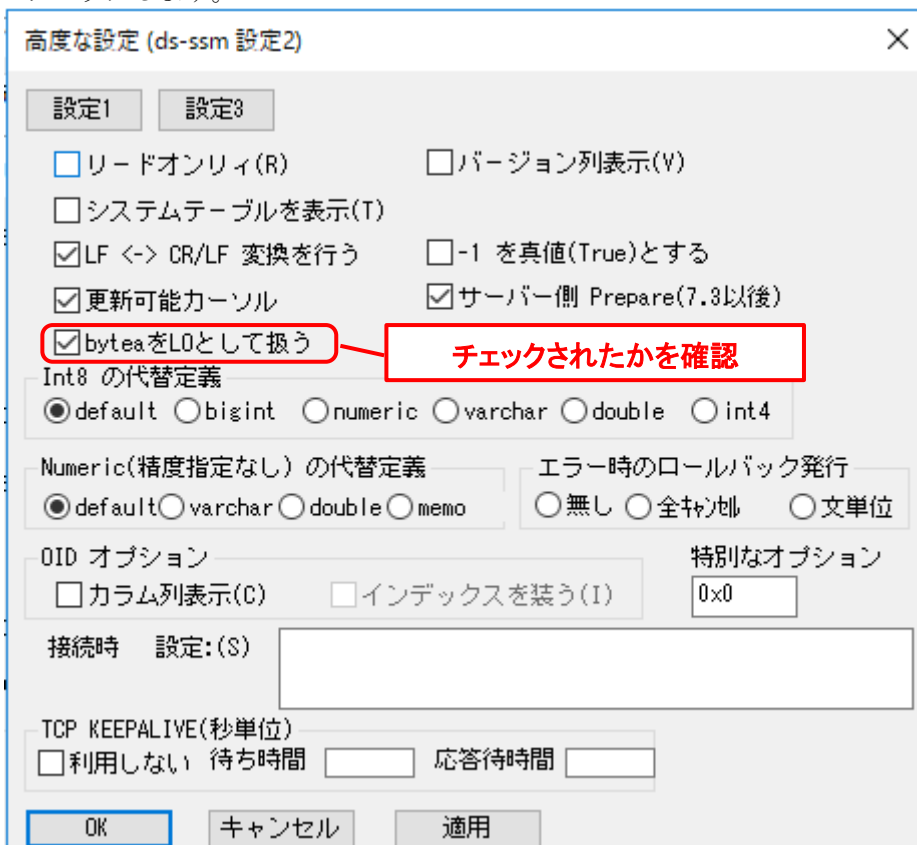 高度な設定 (ds-ssm 設定2)
設定1 設定3
リードオンリィ(R) バージョン列表示(V)
システムテーブルを表示(T)
LF <-> CR/LF 変換を行う -1 を真値(True)とする
更新可能カーソル サーバー側 Prepare(7.3以後)
byteaをLOとして扱う
チェックされたかを確認
Int8 の代替定義
default bigint numeric varchar double int4
Numeric(精度指定なし) の代替定義 エラー時のロールバック発行
default varchar double memo 無し 全ｷｬﾝｾﾙ 文単位
OID オプション 特別なオプション
カラム列表示(C) インデックスを装う(I) 0x0
接続時 設定:(S)
TCP KEEPALIVE(秒単位)
利用しない 待ち時間 応答待時間
OK キャンセル 適用